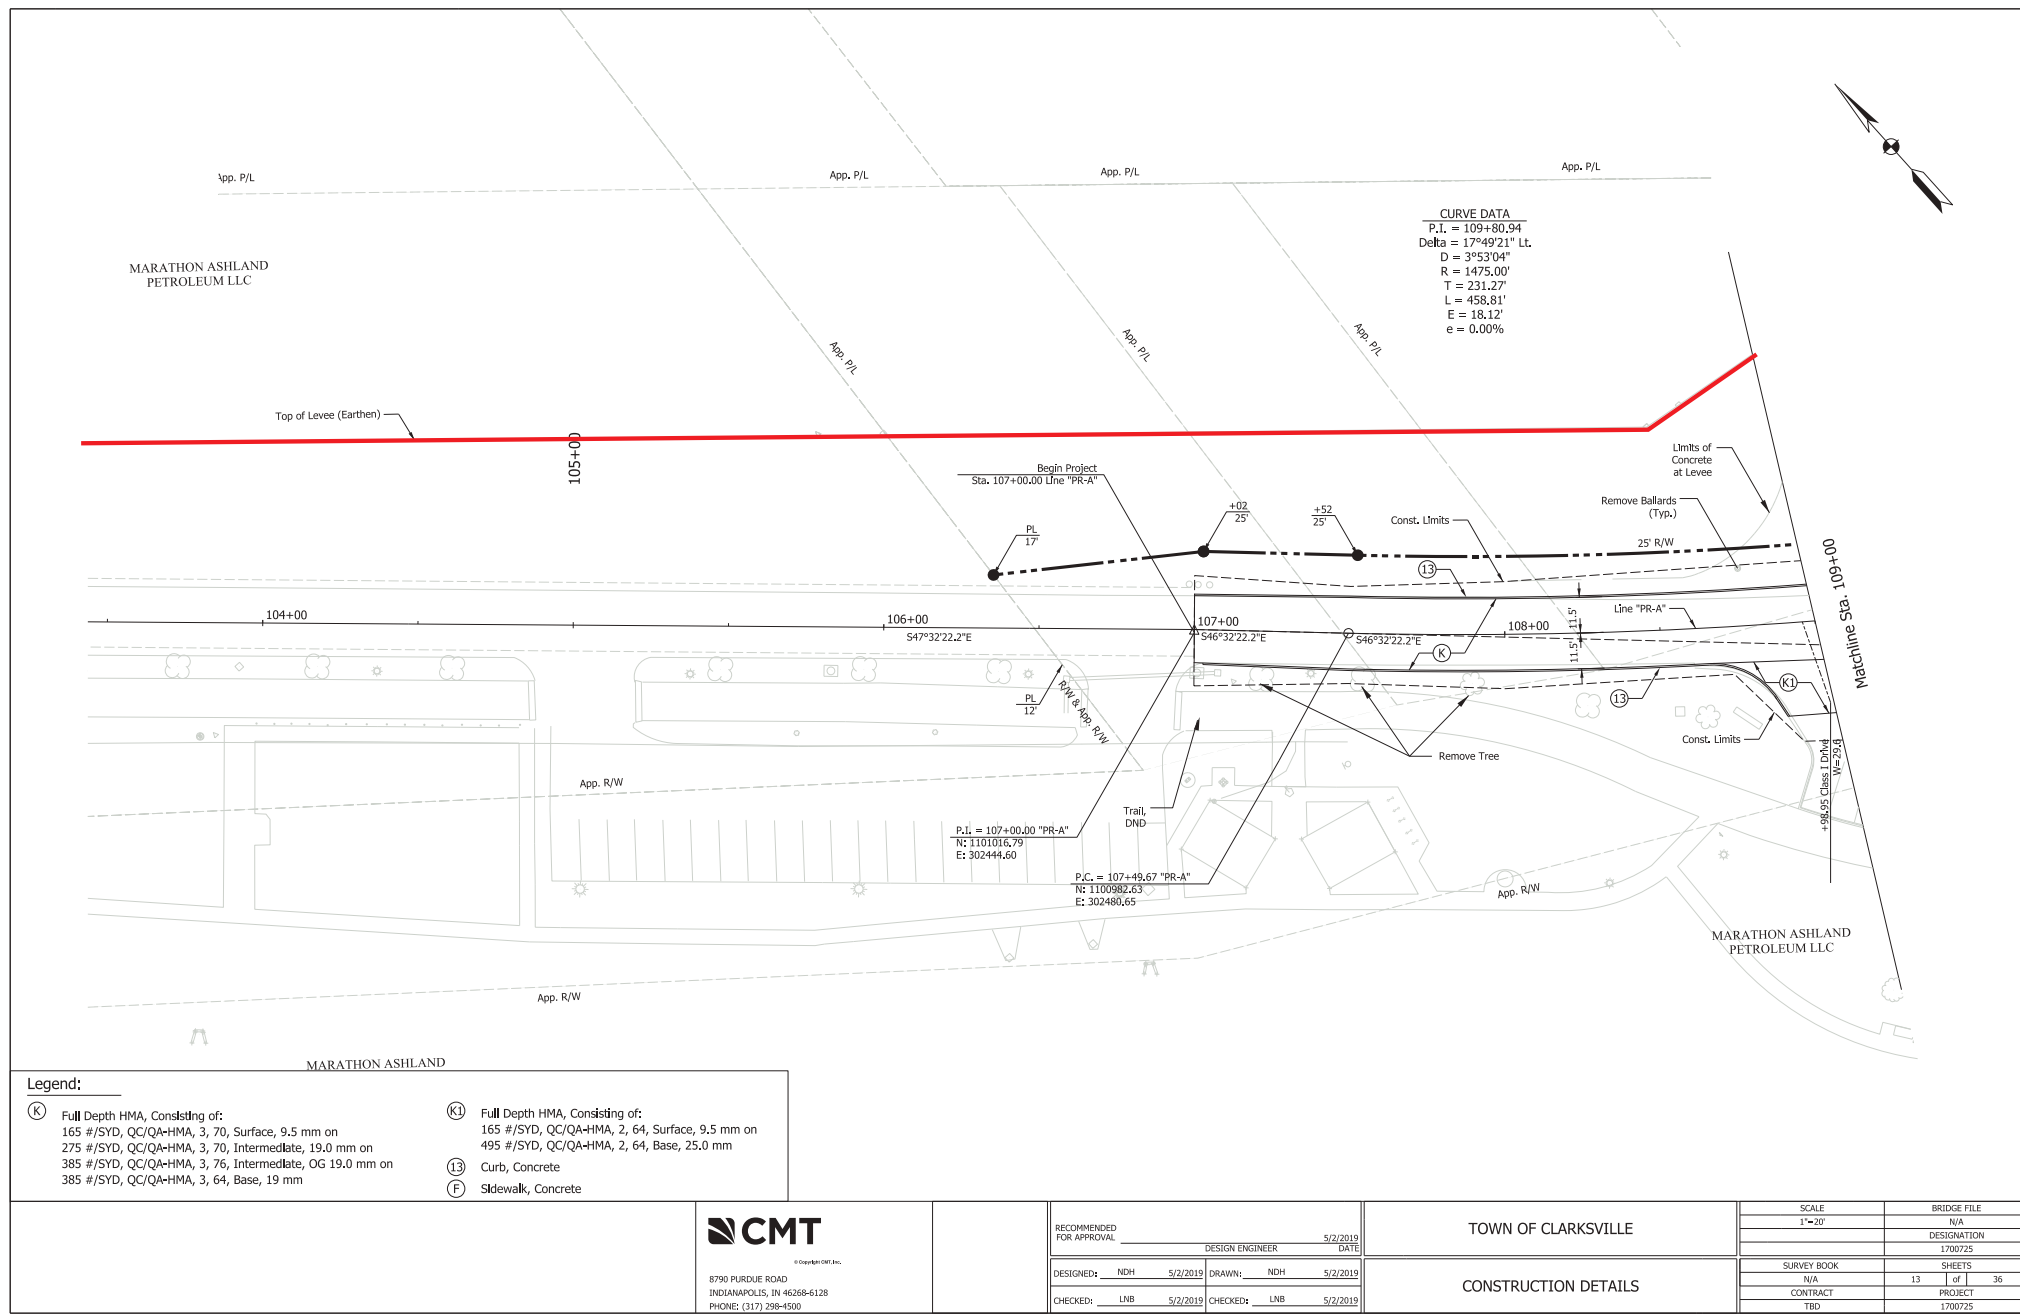 App. P/L
App. P/L
App. P/L
App. P/L
MARATHON ASHLAND
PETROLEUM LLC
CURVE DATA
P.I. = 109+80.94
Delta = 17°49'21" Lt.
D = 3°53'04"
R = 1475.00'
T = 231.27'
L = 458.81'
E = 18.12'
e = 0.00%
App. P/L
App. P/L
App. P/L
Top of Levee (Earthen)
105+00
Begin Project
Sta. 107+00.00 Line "PR-A"
Limits of
Concrete
at Levee
Remove Ballards
(Typ.)
+02
25'
+52
25'
Const. Limits
PL
17'
25' R/W
Matchline Sta. 109+00
13
104+00
106+00
107+00
108+00
Line "PR-A"
11.5'
11.5'
S47°32'22.2"E
S46°32'22.2"E
S46°32'22.2"E
K
K1
13
PL
12'
R/W & App. R/W
Const. Limits
Remove Tree
App. R/W
+98.95 Class I Drive
W=29.6
Trail,
DND
P.I. = 107+00.00 "PR-A"
N: 1101016.79
E: 302444.60
P.C. = 107+49.67 "PR-A"
N: 1100982.63
E: 302480.65
App. R/W
MARATHON ASHLAND
PETROLEUM LLC
App. R/W
MARATHON ASHLAND
Legend:
K
Full Depth HMA, Consisting of:
165 #/SYD, QC/QA-HMA, 3, 70, Surface, 9.5 mm on
275 #/SYD, QC/QA-HMA, 3, 70, Intermediate, 19.0 mm on
385 #/SYD, QC/QA-HMA, 3, 76, Intermediate, OG 19.0 mm on
385 #/SYD, QC/QA-HMA, 3, 64, Base, 19 mm
K1
Full Depth HMA, Consisting of:
165 #/SYD, QC/QA-HMA, 2, 64, Surface, 9.5 mm on
495 #/SYD, QC/QA-HMA, 2, 64, Base, 25.0 mm
13 Curb, Concrete
F Sidewalk, Concrete
CMT
© Copyright CMT, Inc.
8790 PURDUE ROAD
INDIANAPOLIS, IN 46268-6128
PHONE: (317) 298-4500
RECOMMENDED
FOR APPROVAL 5/2/2019
DESIGN ENGINEER DATE
DESIGNED: NDH 5/2/2019 DRAWN: NDH 5/2/2019
CHECKED: LNB 5/2/2019 CHECKED: LNB 5/2/2019
TOWN OF CLARKSVILLE
CONSTRUCTION DETAILS
SCALE BRIDGE FILE
1"=20' N/A
DESIGNATION
1700725
SURVEY BOOK SHEETS
N/A 13 of 36
CONTRACT PROJECT
TBD 1700725